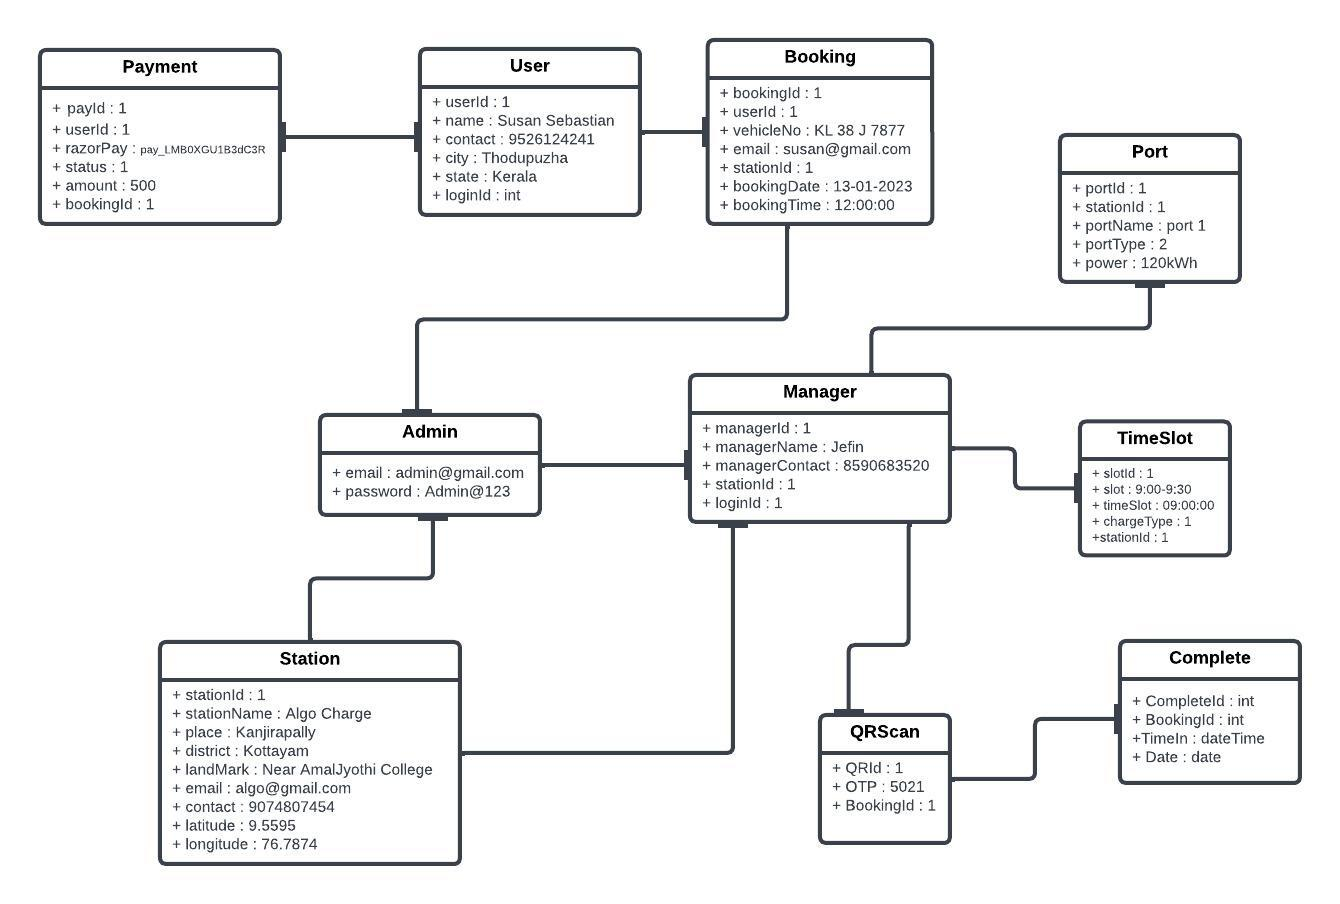 Payment
+ payId : 1
+ userId : 1
+ razorPay : pay_LMB0XGU1B3dC3R
+ status : 1
+ amount : 500
+ bookingId : 1
User
+ userId : 1
+ name : Susan Sebastian
+ contact : 9526124241
+ city : Thodupuzha
+ state : Kerala
+ loginId : int
Booking
+ bookingId : 1
+ userId : 1
+ vehicleNo : KL 38 J 7877
+ email : susan@gmail.com
+ stationId : 1
+ bookingDate : 13-01-2023
+ bookingTime : 12:00:00
Port
+ portId : 1
+ stationId : 1
+ portName : port 1
+ portType : 2
+ power : 120kWh
Admin
+ email : admin@gmail.com
+ password : Admin@123
Manager
+ managerId : 1
+ managerName : Jefin
+ managerContact : 8590683520
+ stationId : 1
+ loginId : 1
TimeSlot
+ slotId : 1
+ slot : 9:00-9:30
+ timeSlot : 09:00:00
+ chargeType : 1
+stationId : 1
Station
+ stationId : 1
+ stationName : Algo Charge
+ place : Kanjirapally
+ district : Kottayam
+ landMark : Near AmalJyothi College
+ email : algo@gmail.com
+ contact : 9074807454
+ latitude : 9.5595
+ longitude : 76.7874
QRScan
+ QRId : 1
+ OTP : 5021
+ BookingId : 1
Complete
+ CompleteId : int
+ BookingId : int
+TimeIn : dateTime
+ Date : date